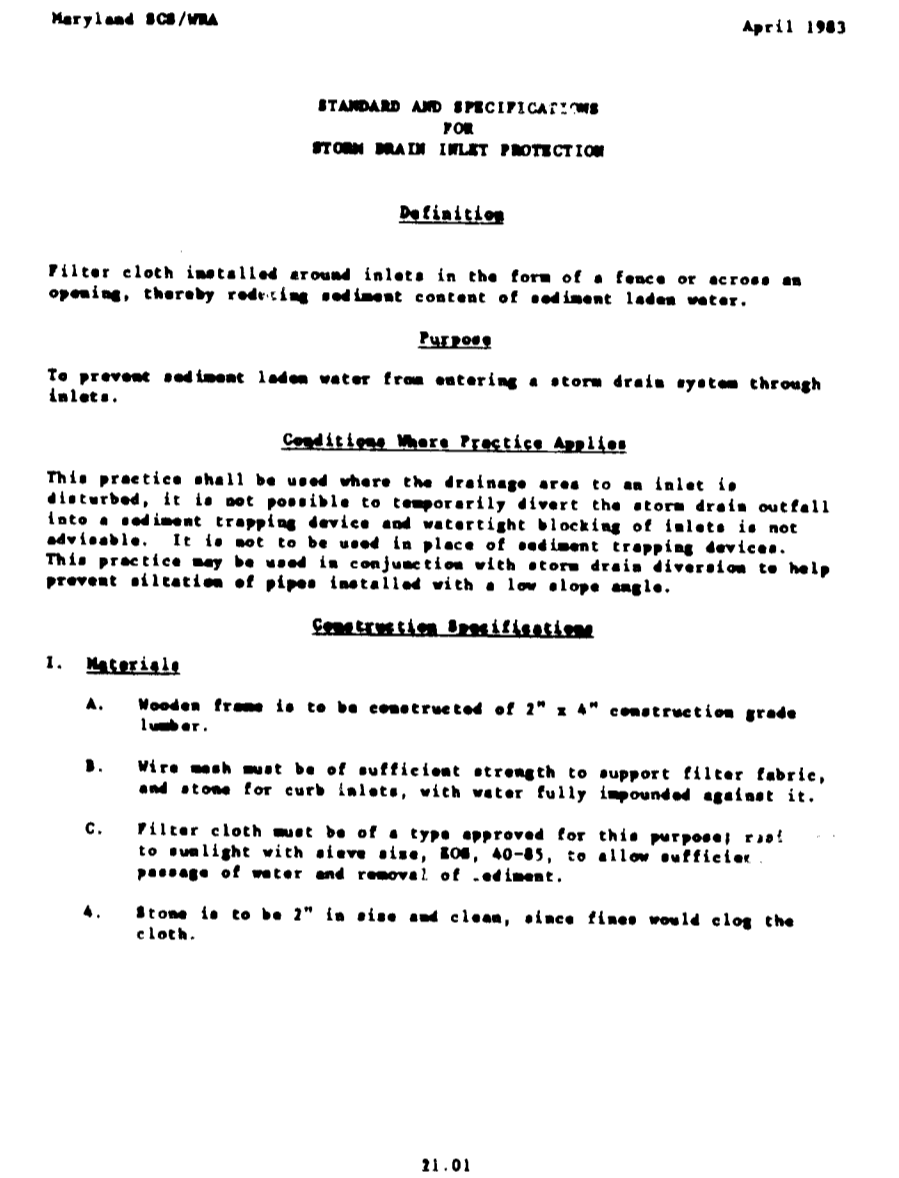 Maryland SCS/WRA
April 1983
STANDARD AND SPECIFICATIONS
FOR
STORM DRAIN INLET PROTECTION
Definition
Filter cloth installed around inlets in the form of a fence or across an
opening, thereby reducing sediment content of sediment laden water.
Purpose
To prevent sediment laden water from entering a storm drain system through
inlets.
Conditions Where Practice Applies
This practice shall be used where the drainage area to an inlet is
disturbed, it is not possible to temporarily divert the storm drain outfall
into a sediment trapping device and watertight blocking of inlets is not
advisable. It is not to be used in place of sediment trapping devices.
This practice may be used in conjunction with storm drain diversion to help
prevent siltation of pipes installed with a low slope angle.
Construction Specifications
I. Materials
A. Wooden frame is to be constructed of 2" x 4" construction grade
lumber.
B. Wire mesh must be of sufficient strength to support filter fabric,
and stone for curb inlets, with water fully impounded against it.
C. Filter cloth must be of a type approved for this purpose;
to sunlight with sieve size, EOS, 40-85, to allow sufficient
passage of water and removal of sediment.
4. Stone is to be 2" in size and clean, since fines would clog the
cloth.
21.01